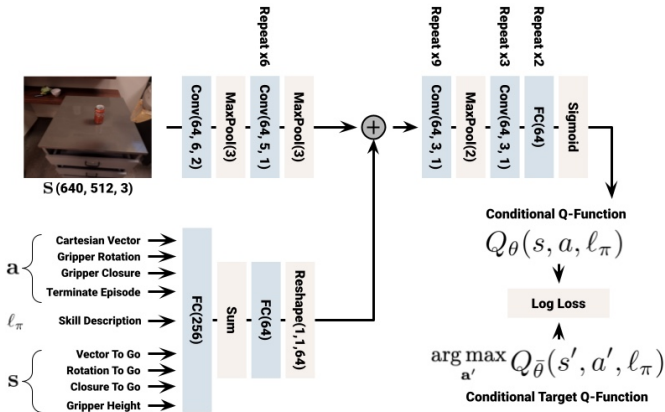 Repeat x6
Repeat x9
Repeat x3
Repeat x2
Conv(64, 6, 2)
MaxPool(3)
Conv(64, 5, 1)
MaxPool(3)
+
Conv(64, 3, 1)
MaxPool(2)
Conv(64, 3, 1)
FC(64)
Sigmoid
S (640, 512, 3)
a
Cartesian Vector
Gripper Rotation
Gripper Closure
Terminate Episode
ℓπ
Skill Description
s
Vector To Go
Rotation To Go
Closure To Go
Gripper Height
FC(256)
Sum
FC(64)
Reshape(1,1,64)
Conditional Q-Function
Qθ(s, a, ℓπ)
Log Loss
arg max Qθ̄(s′, a′, ℓπ)
a′
Conditional Target Q-Function